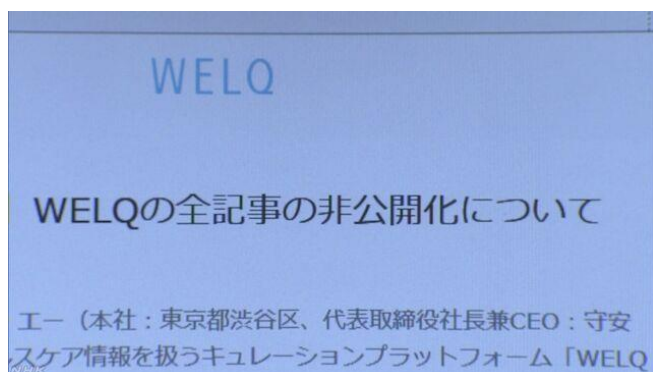 WELQ
WELQの全記事の非公開化について
エー（本社：東京都渋谷区、代表取締役社長兼CEO：守安
スケア情報を扱うキュレーションプラットフォーム「WELQ